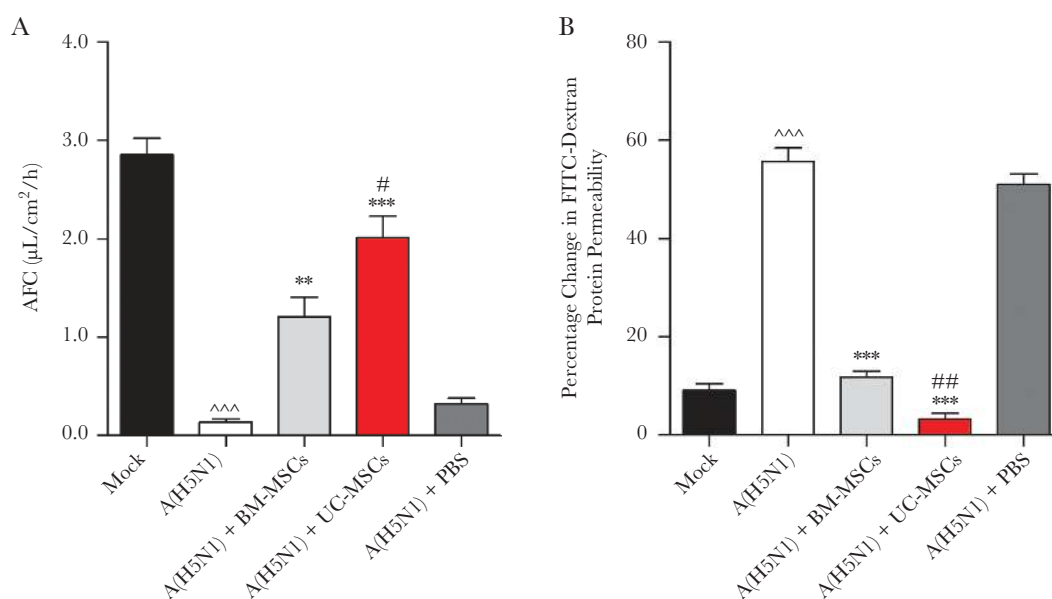 A
AFC (μL/cm²/h)
4.0
3.0
2.0
1.0
0.0
^^^
**
#
***
Mock
A(H5N1)
A(H5N1) + BM-MSCs
A(H5N1) + UC-MSCs
A(H5N1) + PBS
B
Percentage Change in FITC-Dextran
Protein Permeability
80
60
40
20
0
^^^
***
##
***
Mock
A(H5N1)
A(H5N1) + BM-MSCs
A(H5N1) + UC-MSCs
A(H5N1) + PBS